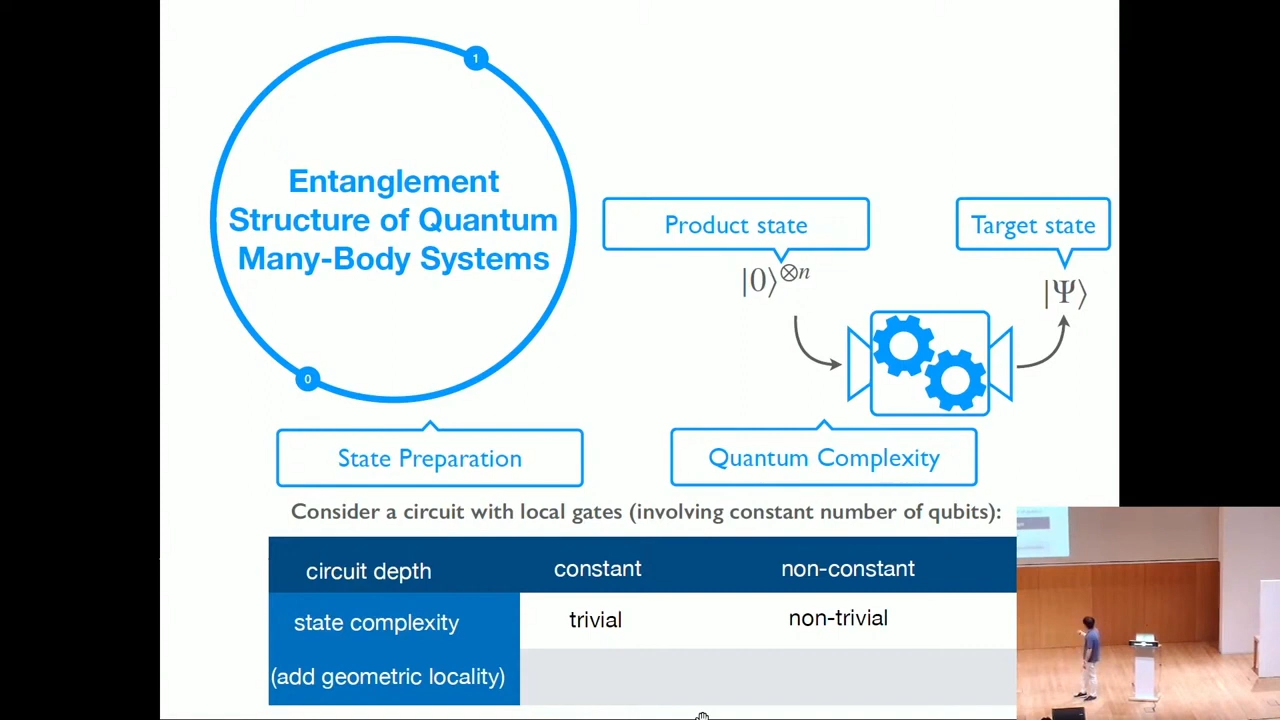 1
Entanglement
Structure of Quantum
Many-Body Systems
0
Product state
Target state
|0⟩⊗n
|Ψ⟩
State Preparation
Quantum Complexity
Consider a circuit with local gates (involving constant number of qubits):
circuit depth constant non-constant
state complexity trivial non-trivial
(add geometric locality)